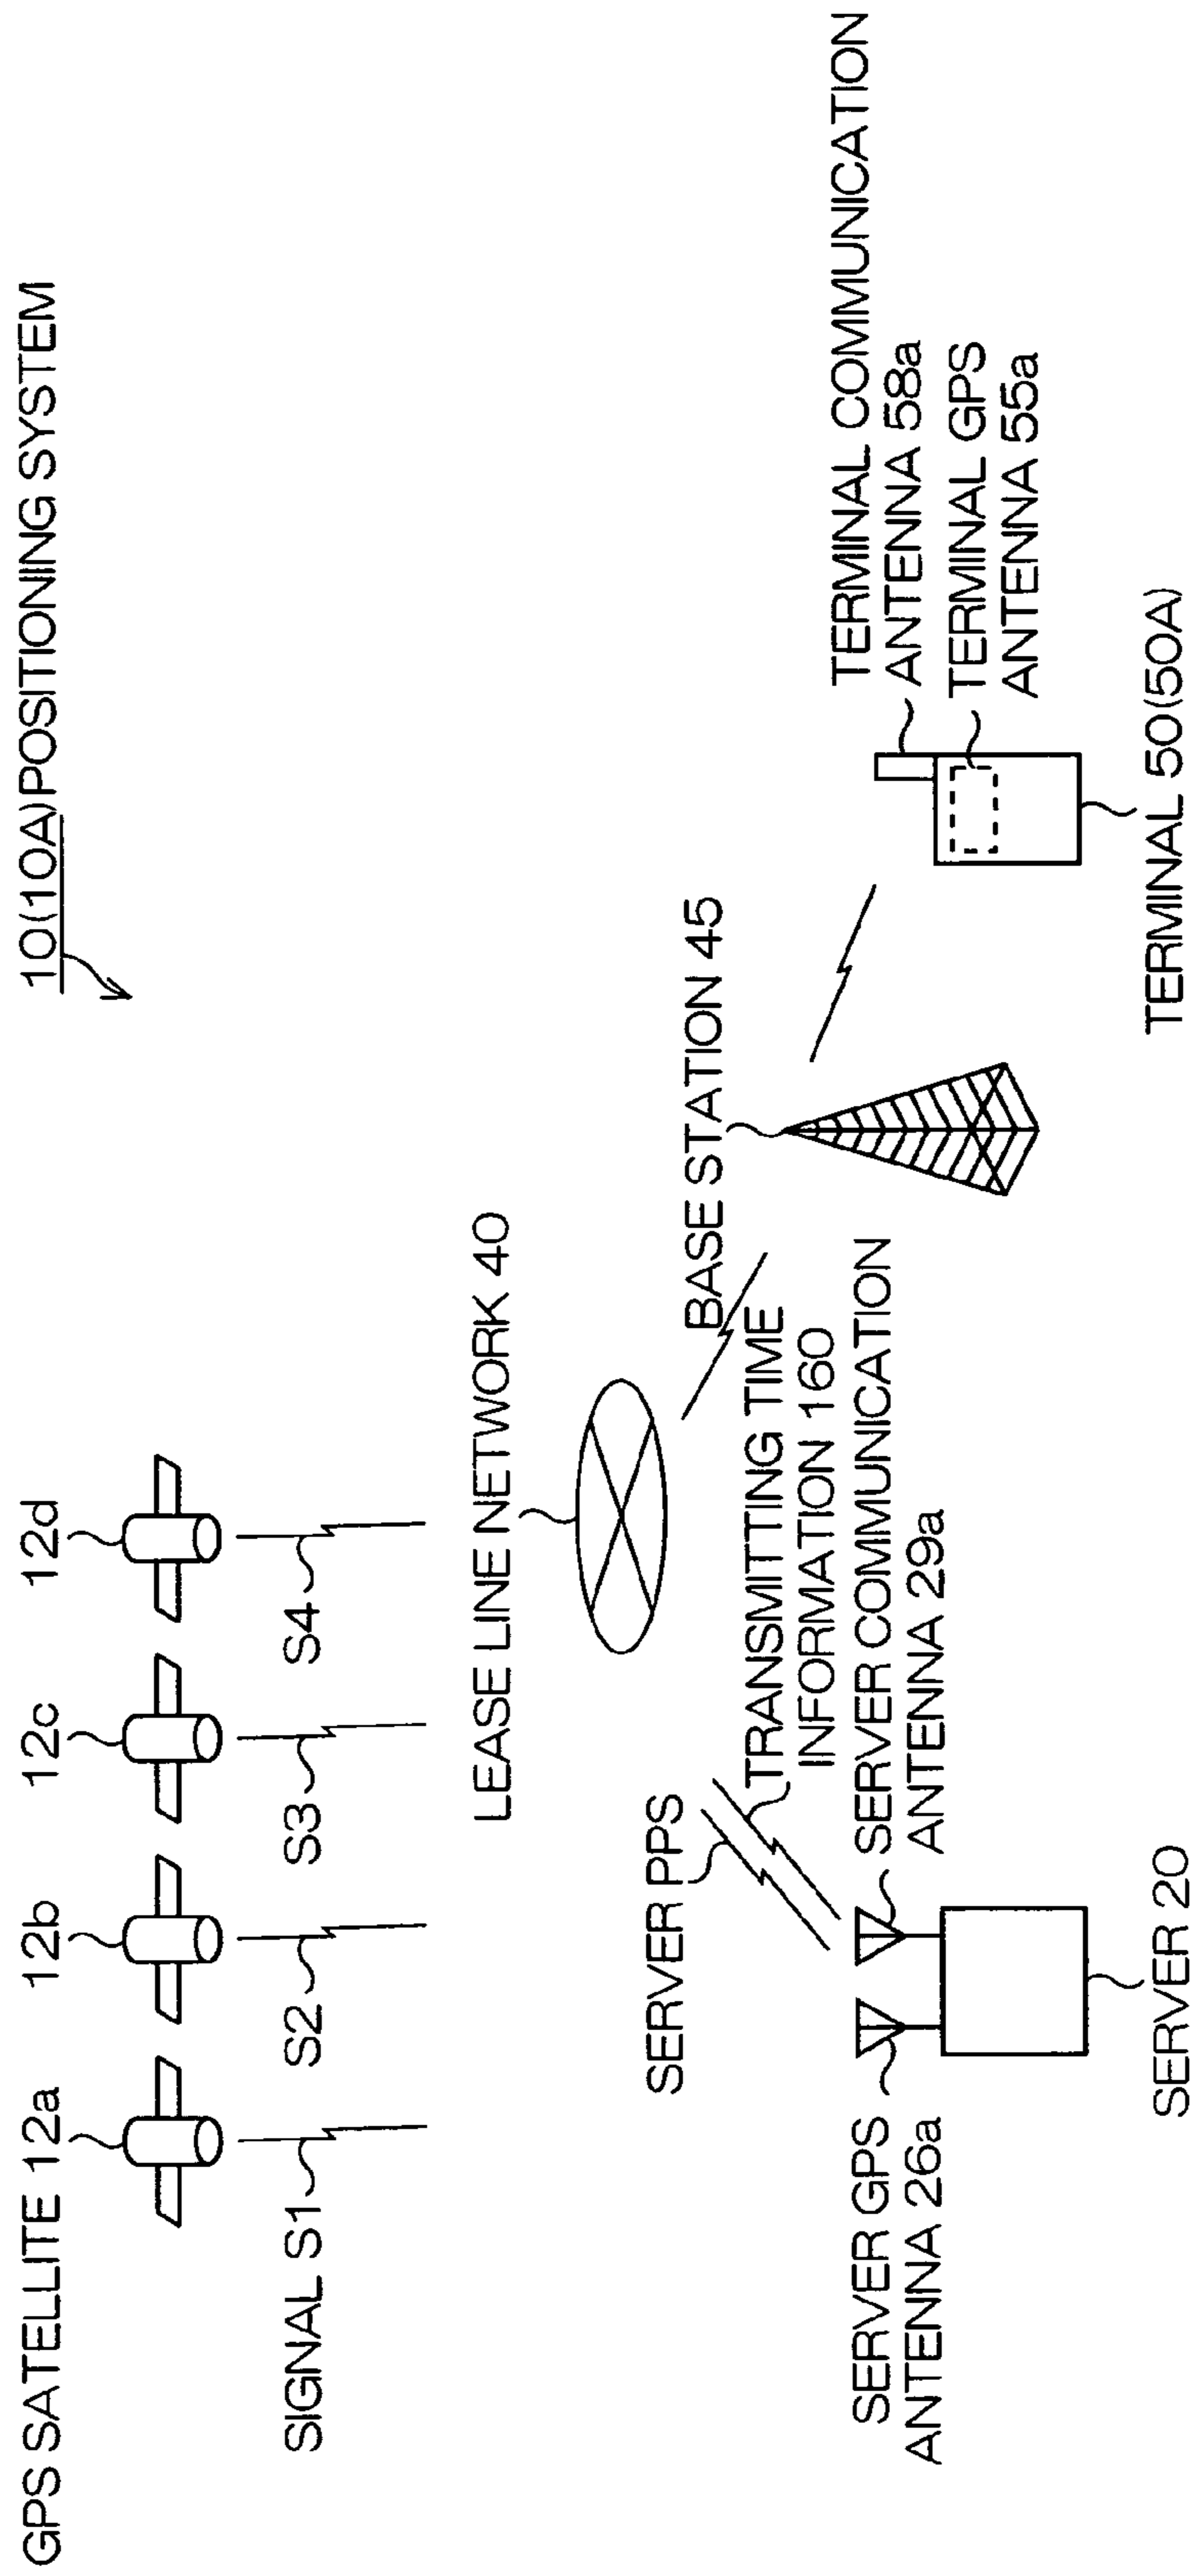 10(10A)POSITIONING SYSTEM
GPS SATELLITE 12a
12b
12c
12d
SIGNAL S1
S2
S3
S4
LEASE LINE NETWORK 40
BASE STATION 45
SERVER PPS
TRANSMITTING TIME
INFORMATION 160
SERVER GPS
ANTENNA 26a
SERVER COMMUNICATION
ANTENNA 29a
TERMINAL COMMUNICATION
ANTENNA 58a
TERMINAL GPS
ANTENNA 55a
SERVER 20
TERMINAL 50(50A)